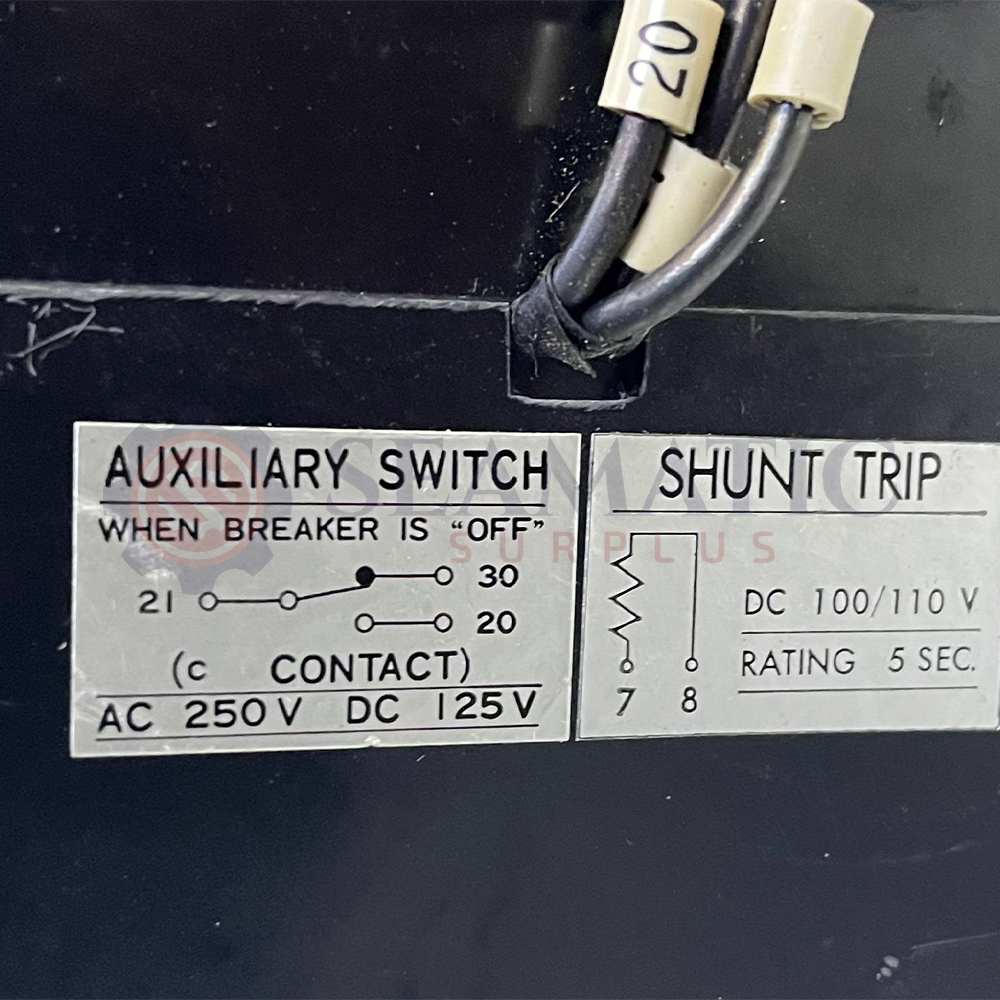 20
AUXILIARY SWITCH
WHEN BREAKER IS “OFF”
21
30
20
(c CONTACT)
AC 250V DC 125V
SHUNT TRIP
DC 100/110 V
RATING 5 SEC.
7 8
SEAMATIC
SURPLUS